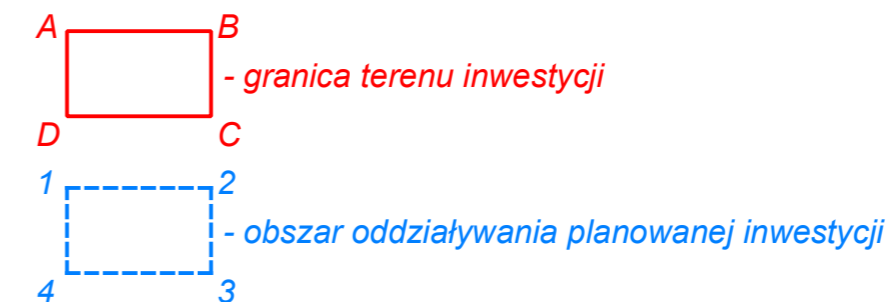 A B
- granica terenu inwestycji
D C
1 2
- obszar oddziaływania planowanej inwestycji
4 3